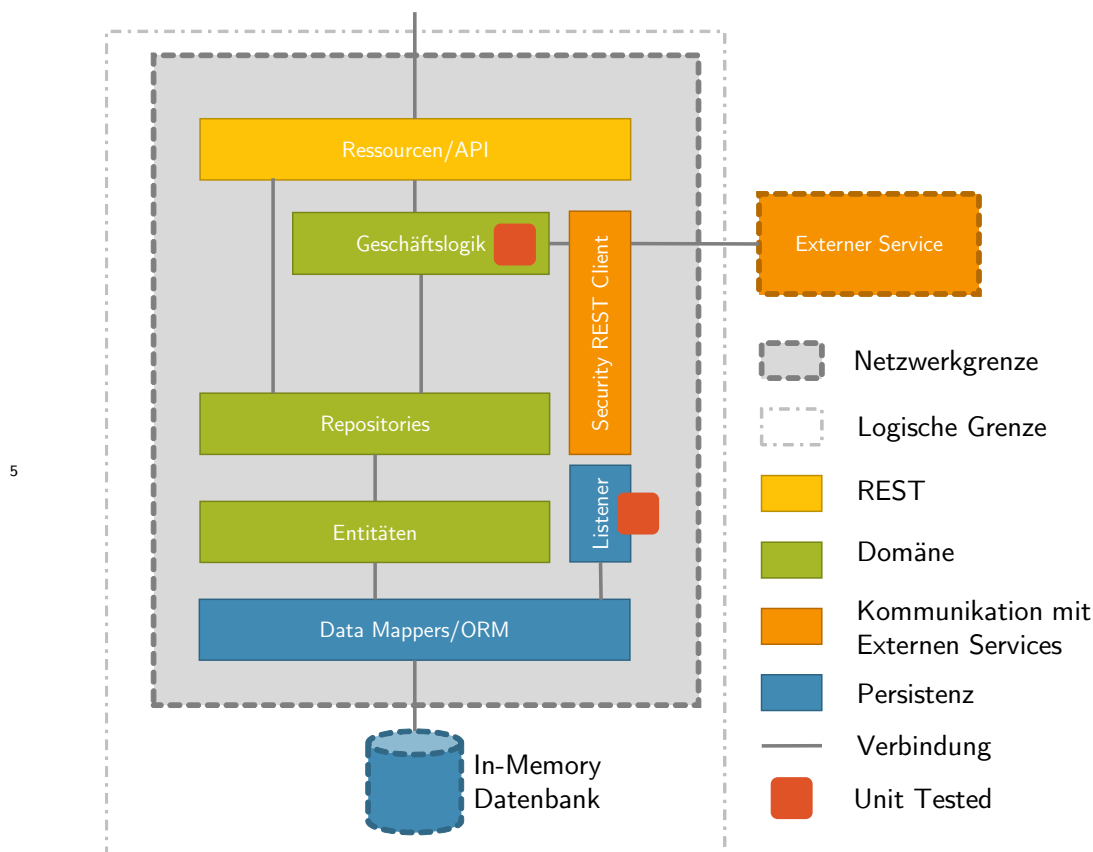 Ressourcen/API
Geschäftslogik
Security REST Client
Externer Service
Repositories
Listener
Entitäten
Data Mappers/ORM
In-Memory
Datenbank
5
Netzwerkgrenze
Logische Grenze
REST
Domäne
Kommunikation mit
Externen Services
Persistenz
Verbindung
Unit Tested